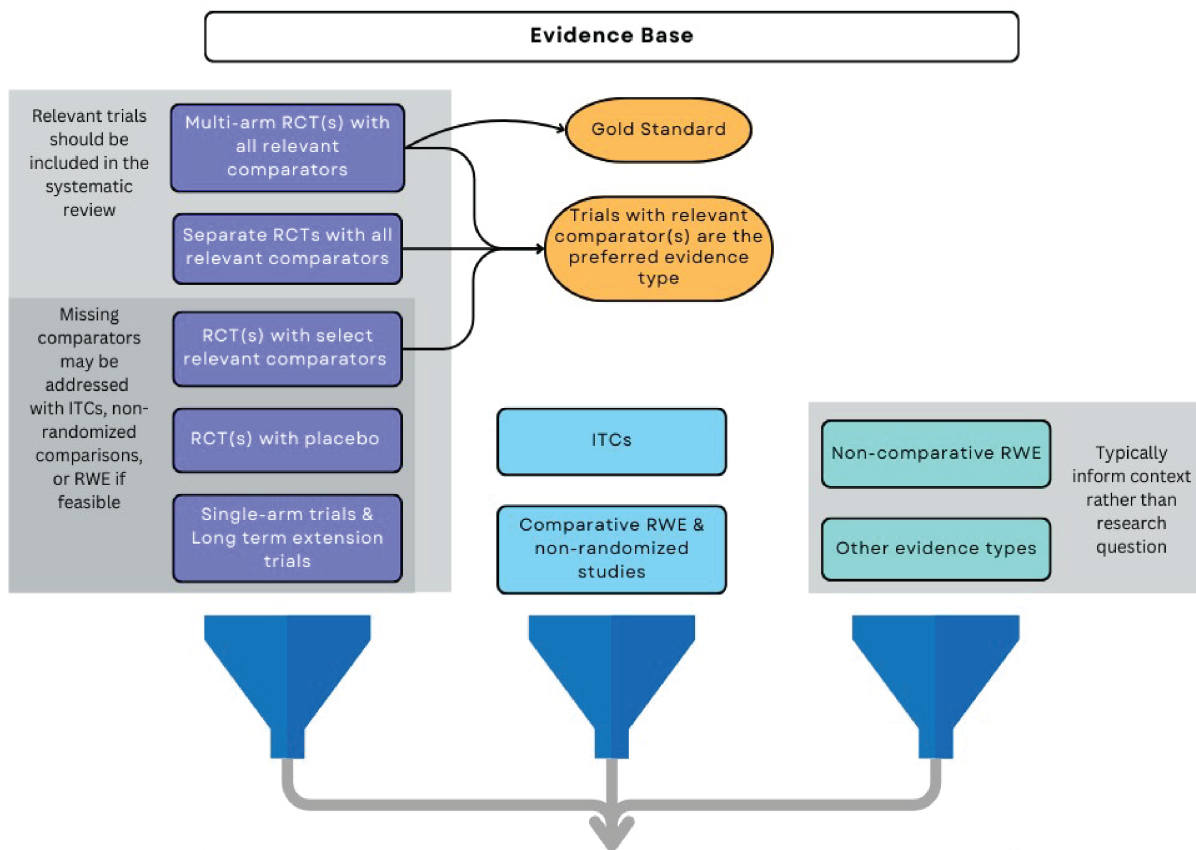 Evidence Base
Relevant trials
should be
included in the
systematic
review
Multi-arm RCT(s) with
all relevant
comparators
Gold Standard
Separate RCTs with all
relevant comparators
Trials with relevant
comparator(s) are the
preferred evidence
type
Missing
comparators
may be
addressed
with ITCs, non-
randomized
comparisons,
or RWE if
feasible
RCT(s) with select
relevant comparators
RCT(s) with placebo
Single-arm trials &
Long term extension
trials
ITCs
Comparative RWE &
non-randomized
studies
Non-comparative RWE
Other evidence types
Typically
inform context
rather than
research
question